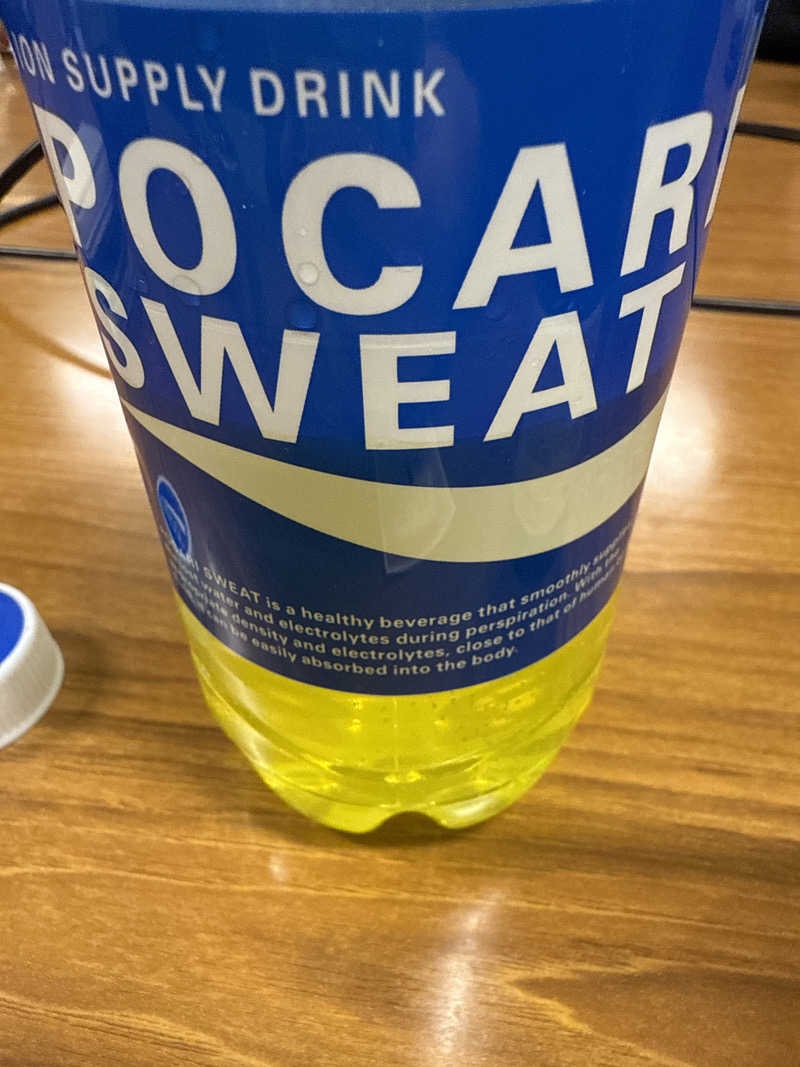 ION SUPPLY DRINK
POCARI
SWEAT
SWEAT is a healthy beverage that smoothly
water and electrolytes during perspiration. With the
density and electrolytes, close to that of human
can be easily absorbed into the body.